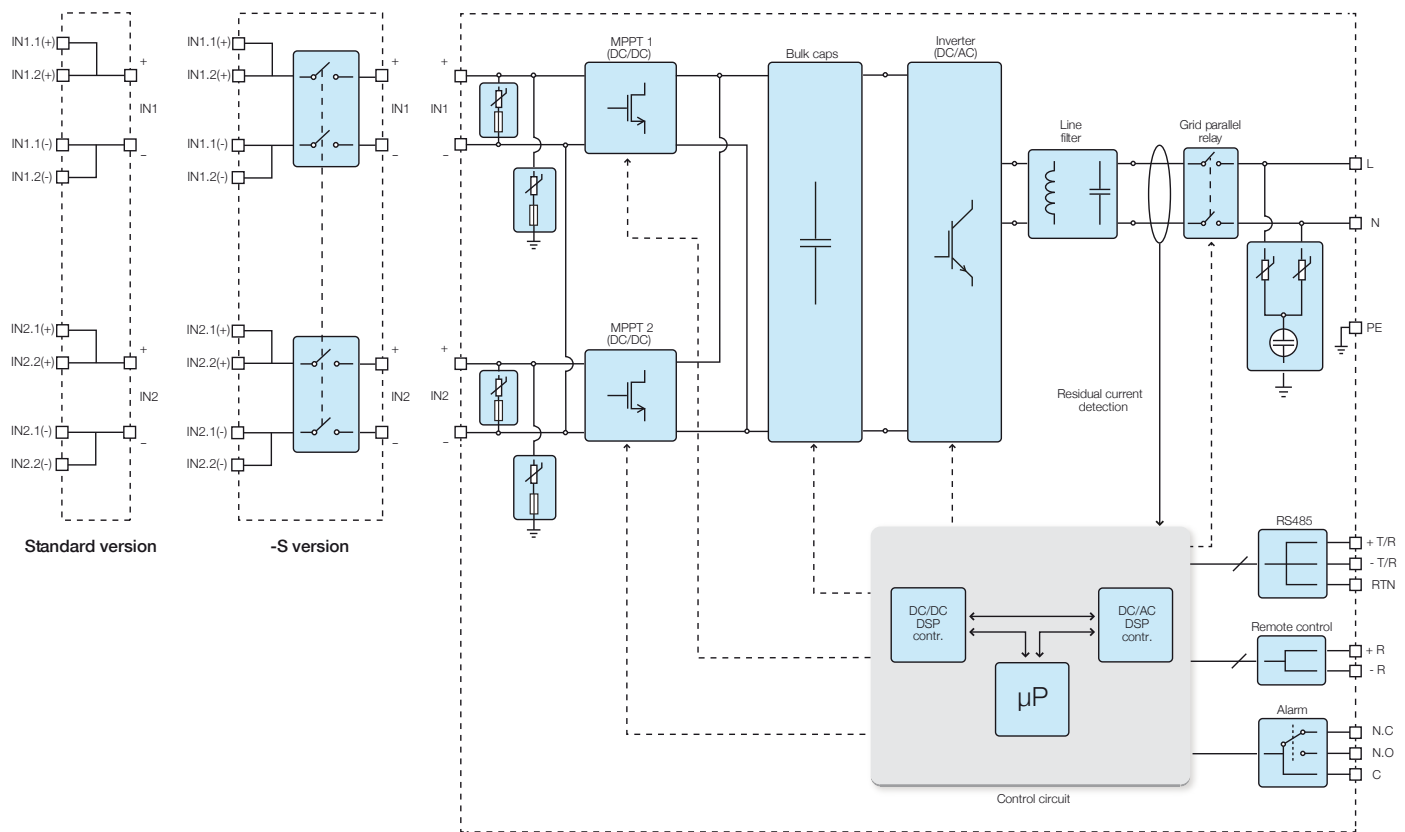 IN1.1(+)
IN1.2(+)
+
IN1
IN1.1(-)
–
IN1.2(-)
IN2.1(+)
+
IN2.2(+)
IN2
IN2.1(-)
–
IN2.2(-)
Standard version
IN1.1(+)
IN1.2(+)
+
IN1
IN1.1(-)
–
IN1.2(-)
IN2.1(+)
+
IN2.2(+)
IN2
IN2.1(-)
–
IN2.2(-)
-S version
+
IN1
–
+
IN2
–
MPPT 1
(DC/DC)
MPPT 2
(DC/DC)
Bulk caps
Inverter
(DC/AC)
Line
filter
Grid parallel
relay
L
N
PE
Residual current
detection
DC/DC
DSP
contr.
DC/AC
DSP
contr.
µP
Control circuit
RS485
+ T/R
- T/R
RTN
Remote control
+ R
- R
Alarm
N.C
N.O
C